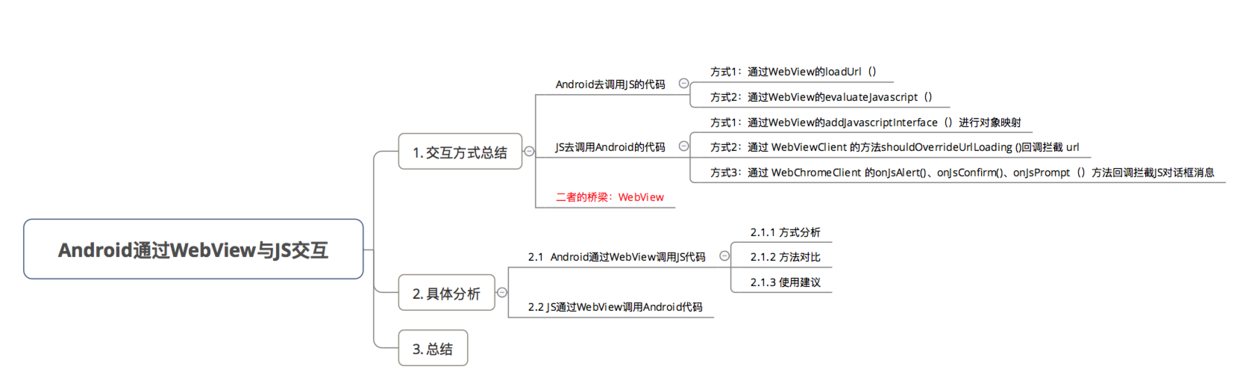 Android通过WebView与JS交互
1. 交互方式总结
Android去调用JS的代码
方式1：通过WebView的loadUrl（）
方式2：通过WebView的evaluateJavascript（）
JS去调用Android的代码
方式1：通过WebView的addJavascriptInterface（）进行对象映射
方式2：通过 WebViewClient 的方法shouldOverrideUrlLoading ()回调拦截 url
方式3：通过 WebChromeClient 的onJsAlert()、onJsConfirm()、onJsPrompt（）方法回调拦截JS对话框消息
二者的桥梁：WebView
2. 具体分析
2.1 Android通过WebView调用JS代码
2.1.1 方式分析
2.1.2 方法对比
2.1.3 使用建议
2.2 JS通过WebView调用Android代码
3. 总结